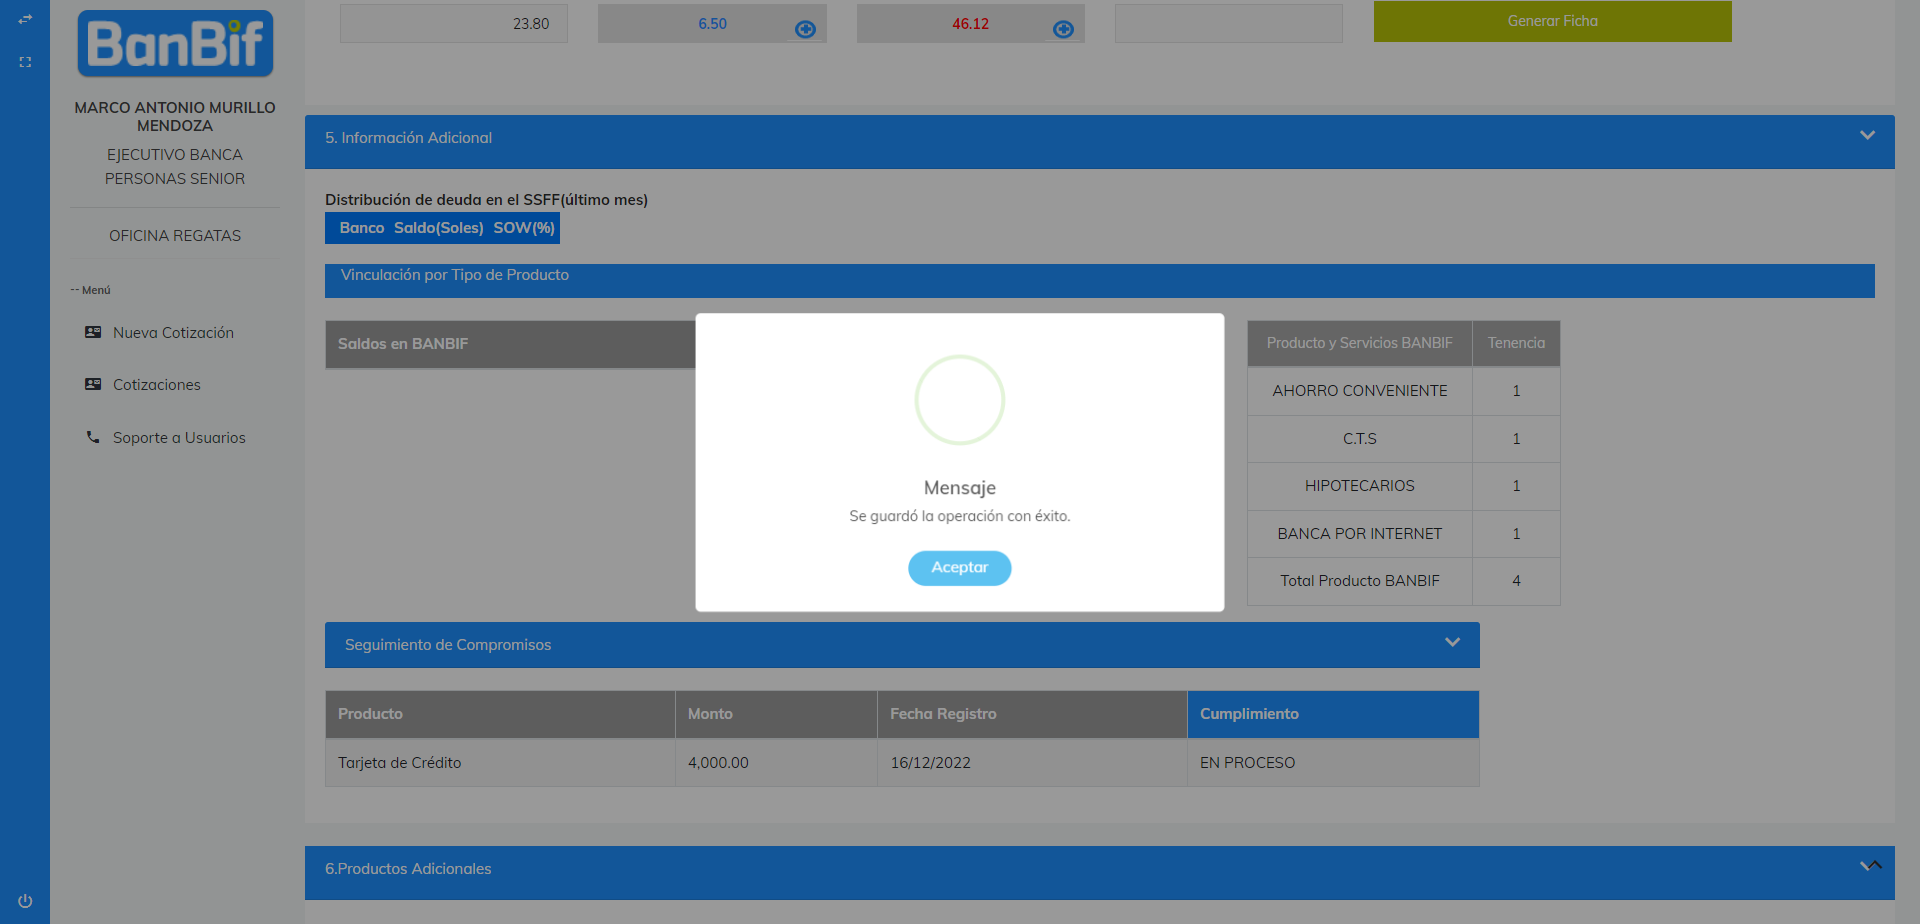 BanBif
MARCO ANTONIO MURILLO
MENDOZA
EJECUTIVO BANCA
PERSONAS SENIOR
OFICINA REGATAS
-- Menú
Nueva Cotización
Cotizaciones
Soporte a Usuarios
23.80 6.50 46.12 Generar Ficha
5. Información Adicional
Distribución de deuda en el SSFF(último mes)
Banco Saldo(Soles) SOW(%)
Vinculación por Tipo de Producto
Saldos en BANBIF
Producto y Servicios BANBIF Tenencia
AHORRO CONVENIENTE 1
C.T.S 1
HIPOTECARIOS 1
BANCA POR INTERNET 1
Total Producto BANBIF 4
Mensaje
Se guardó la operación con éxito.
Aceptar
Seguimiento de Compromisos
Producto Monto Fecha Registro Cumplimiento
Tarjeta de Crédito 4,000.00 16/12/2022 EN PROCESO
6.Productos Adicionales